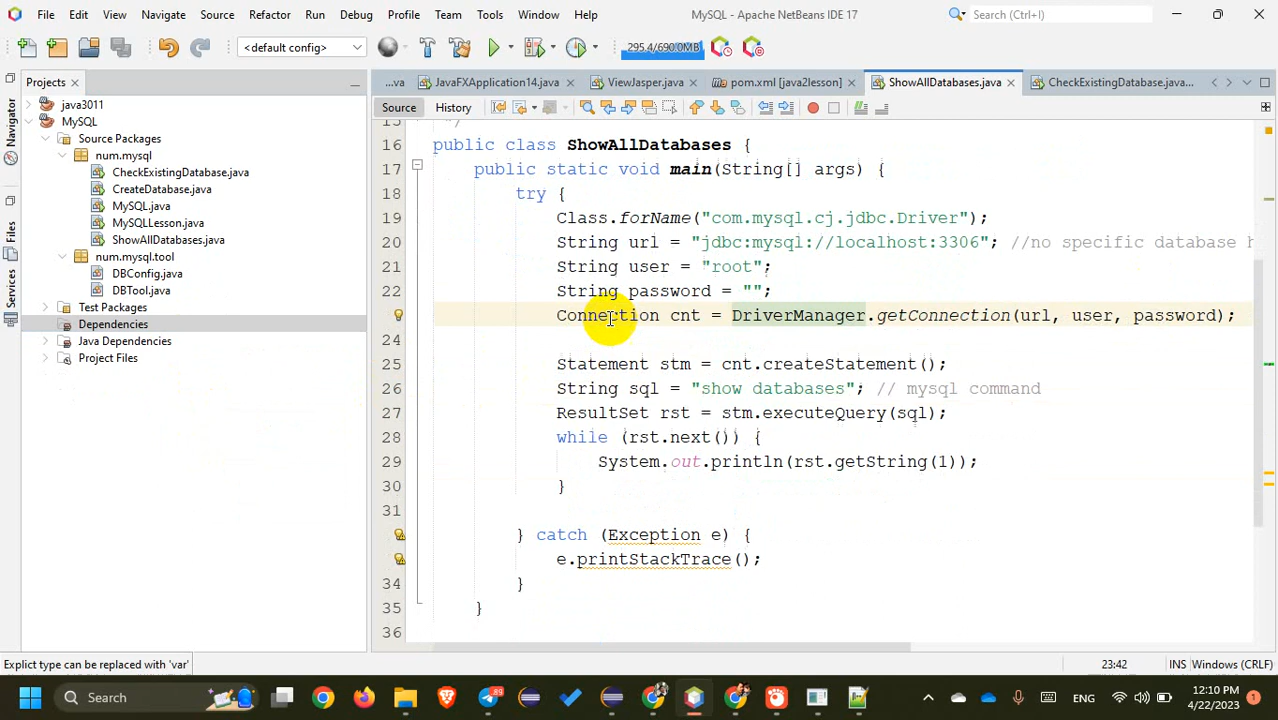 File Edit View Navigate Source Refactor Run Debug Profile Team Tools Window Help
MySQL - Apache NetBeans IDE 17
Search (Ctrl+I)
<default config>
295.4/690.0MB
Projects
...va JavaFXApplication14.java ViewJasper.java pom.xml [java2lesson] ShowAllDatabases.java CheckExistingDatabase.java...
Source History
Navigator
Files
Services
java3011
MySQL
Source Packages
num.mysql
CheckExistingDatabase.java
CreateDatabase.java
MySQL.java
MySQLLesson.java
ShowAllDatabases.java
num.mysql.tool
DBConfig.java
DBTool.java
Test Packages
Dependencies
Java Dependencies
Project Files
15 */
16 public class ShowAllDatabases {
17 public static void main(String[] args) {
18 try {
19 Class.forName("com.mysql.cj.jdbc.Driver");
20 String url = "jdbc:mysql://localhost:3306"; //no specific database h
21 String user = "root";
22 String password = "";
Connection cnt = DriverManager.getConnection(url, user, password);
24
25 Statement stm = cnt.createStatement();
26 String sql = "show databases"; // mysql command
27 ResultSet rst = stm.executeQuery(sql);
28 while (rst.next()) {
29 System.out.println(rst.getString(1));
30 }
31
} catch (Exception e) {
e.printStackTrace();
34 }
35 }
36
Explict type can be replaced with 'var'
23:42 INS Windows (CRLF)
Search
89
ENG
12:10 PM
4/22/2023
1